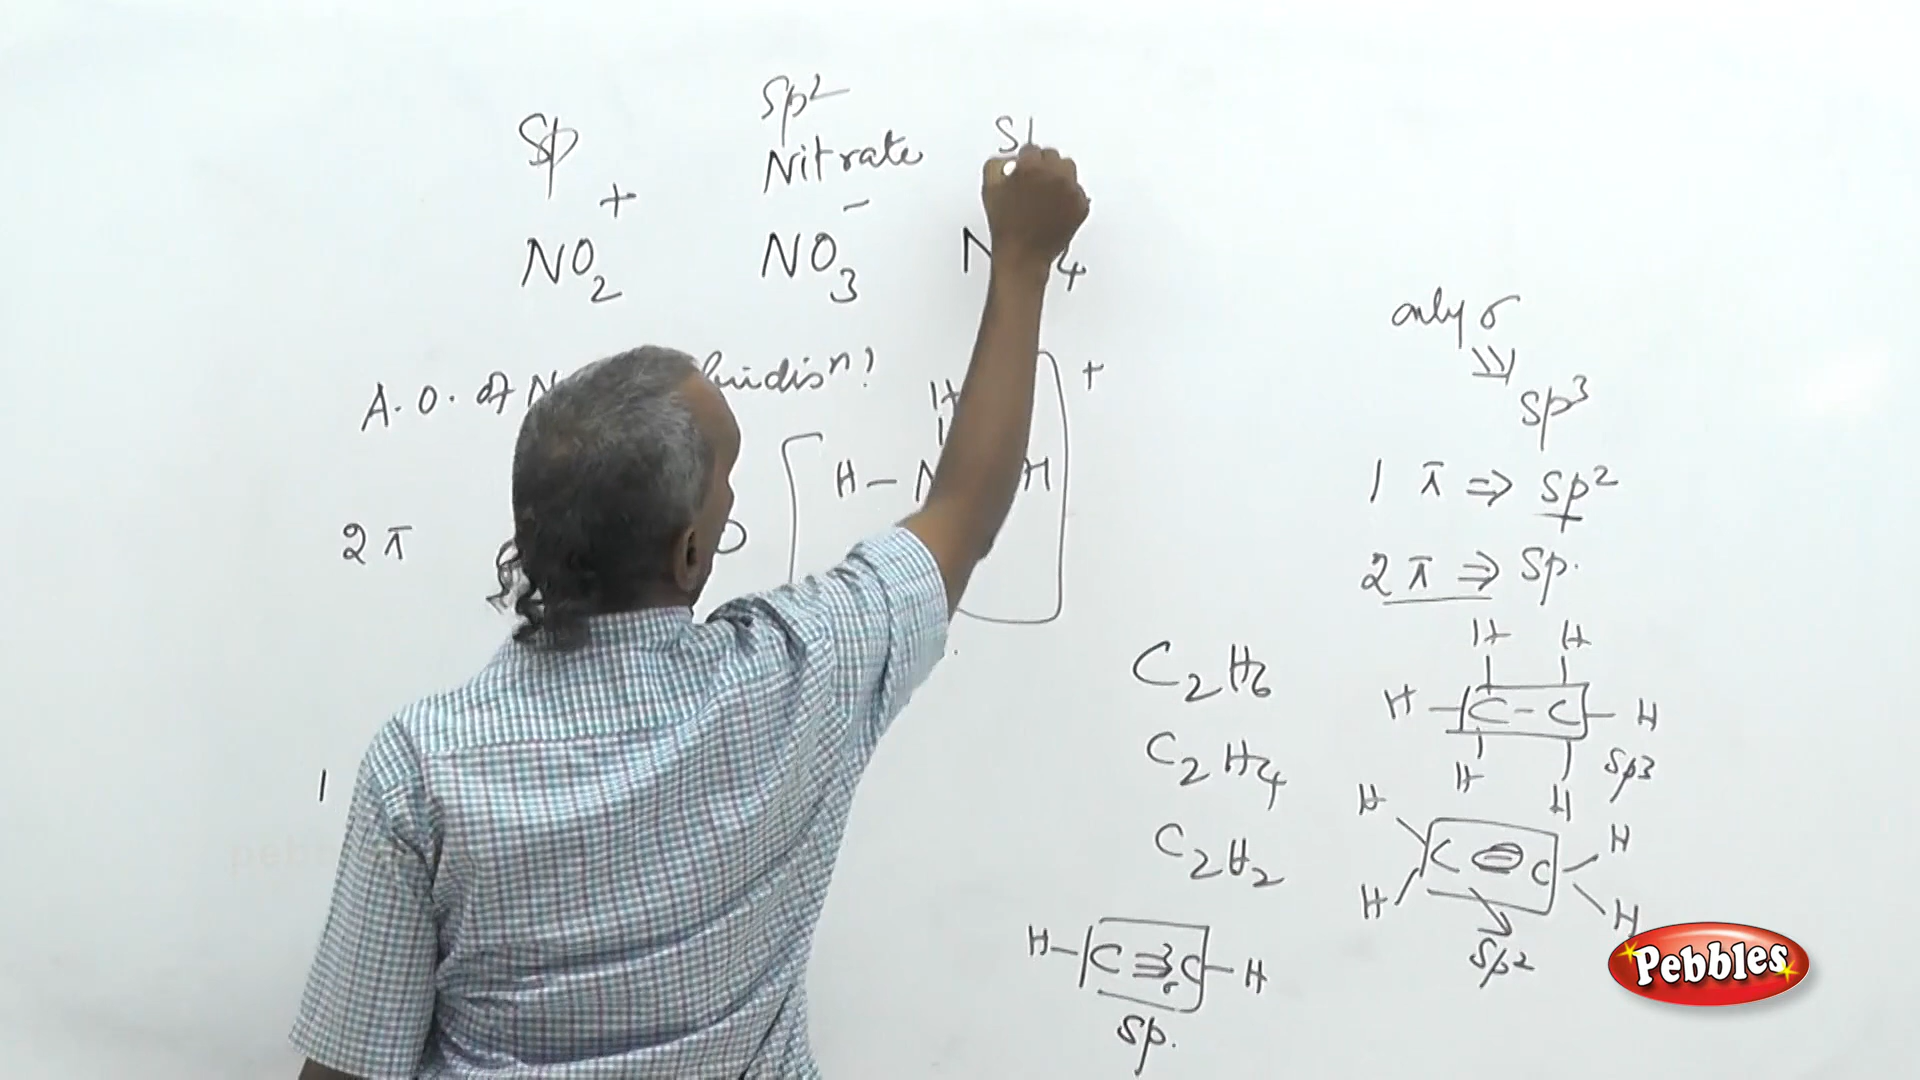 sp
sp2
Nitrate
NO2+
NO3-
A.O. of N
2 π
H
H – N
H
+
only σ
⇒ sp3
1 π ⇒ sp2
2 π ⇒ sp.
C2H6
C2H4
C2H2
H H
H – C – C – H
H H
sp3
H H
C = C
H H
sp2
H – C ≡ C – H
sp.
Pebbles